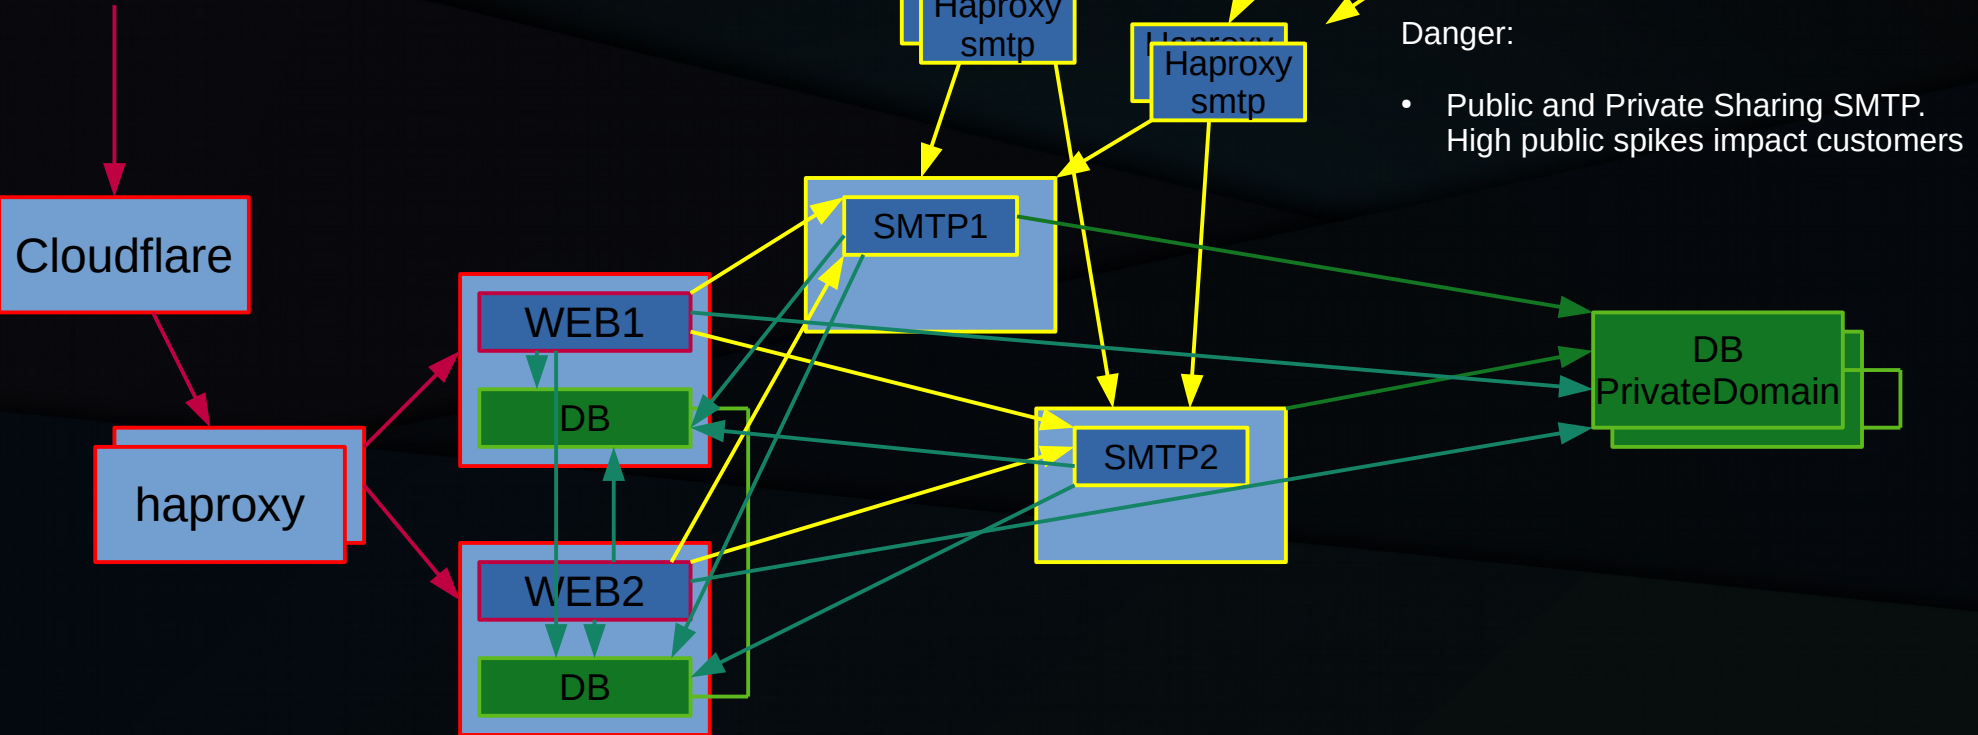 Haproxy
smtp
Haproxy
Haproxy
smtp
Danger:
• Public and Private Sharing SMTP.
High public spikes impact customers
Cloudflare
SMTP1
WEB1
DB
DB
PrivateDomain
SMTP2
haproxy
WEB2
DB